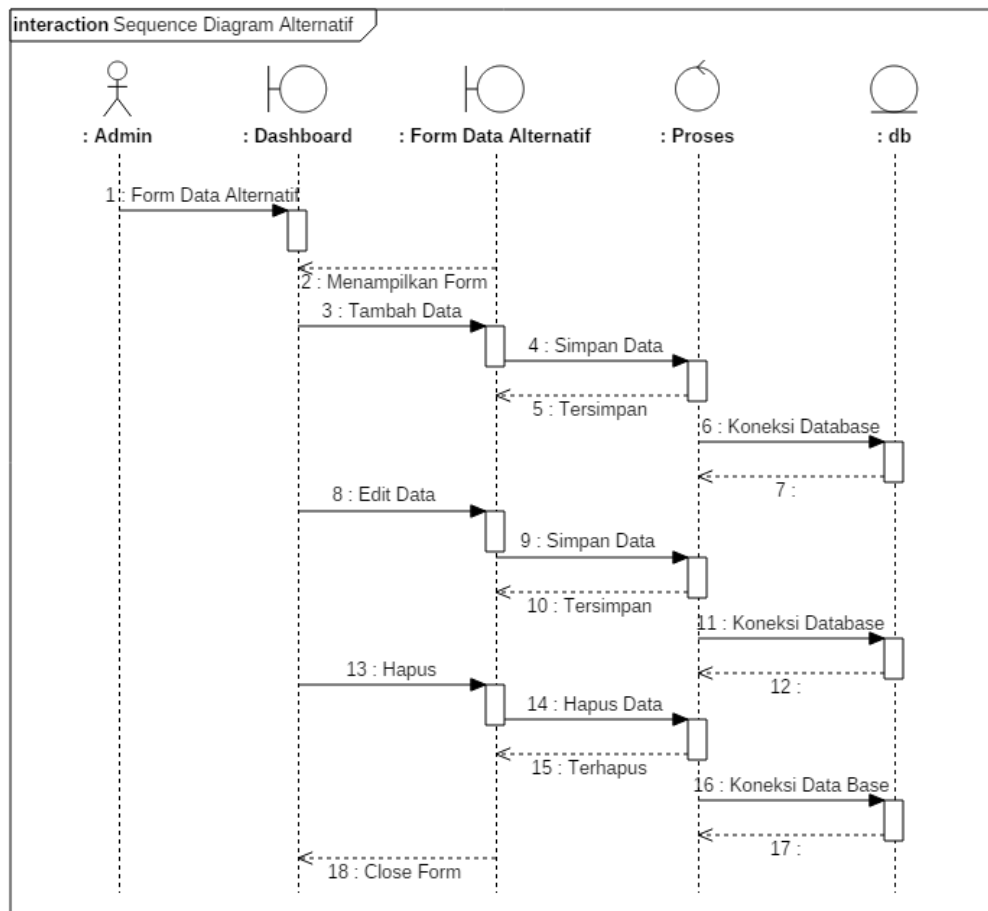 interaction Sequence Diagram Alternatif
: Admin
: Dashboard
: Form Data Alternatif
: Proses
: db
1 : Form Data Alternatif
2 : Menampilkan Form
3 : Tambah Data
4 : Simpan Data
5 : Tersimpan
6 : Koneksi Database
7 :
8 : Edit Data
9 : Simpan Data
10 : Tersimpan
11 : Koneksi Database
12 :
13 : Hapus
14 : Hapus Data
15 : Terhapus
16 : Koneksi Data Base
17 :
18 : Close Form